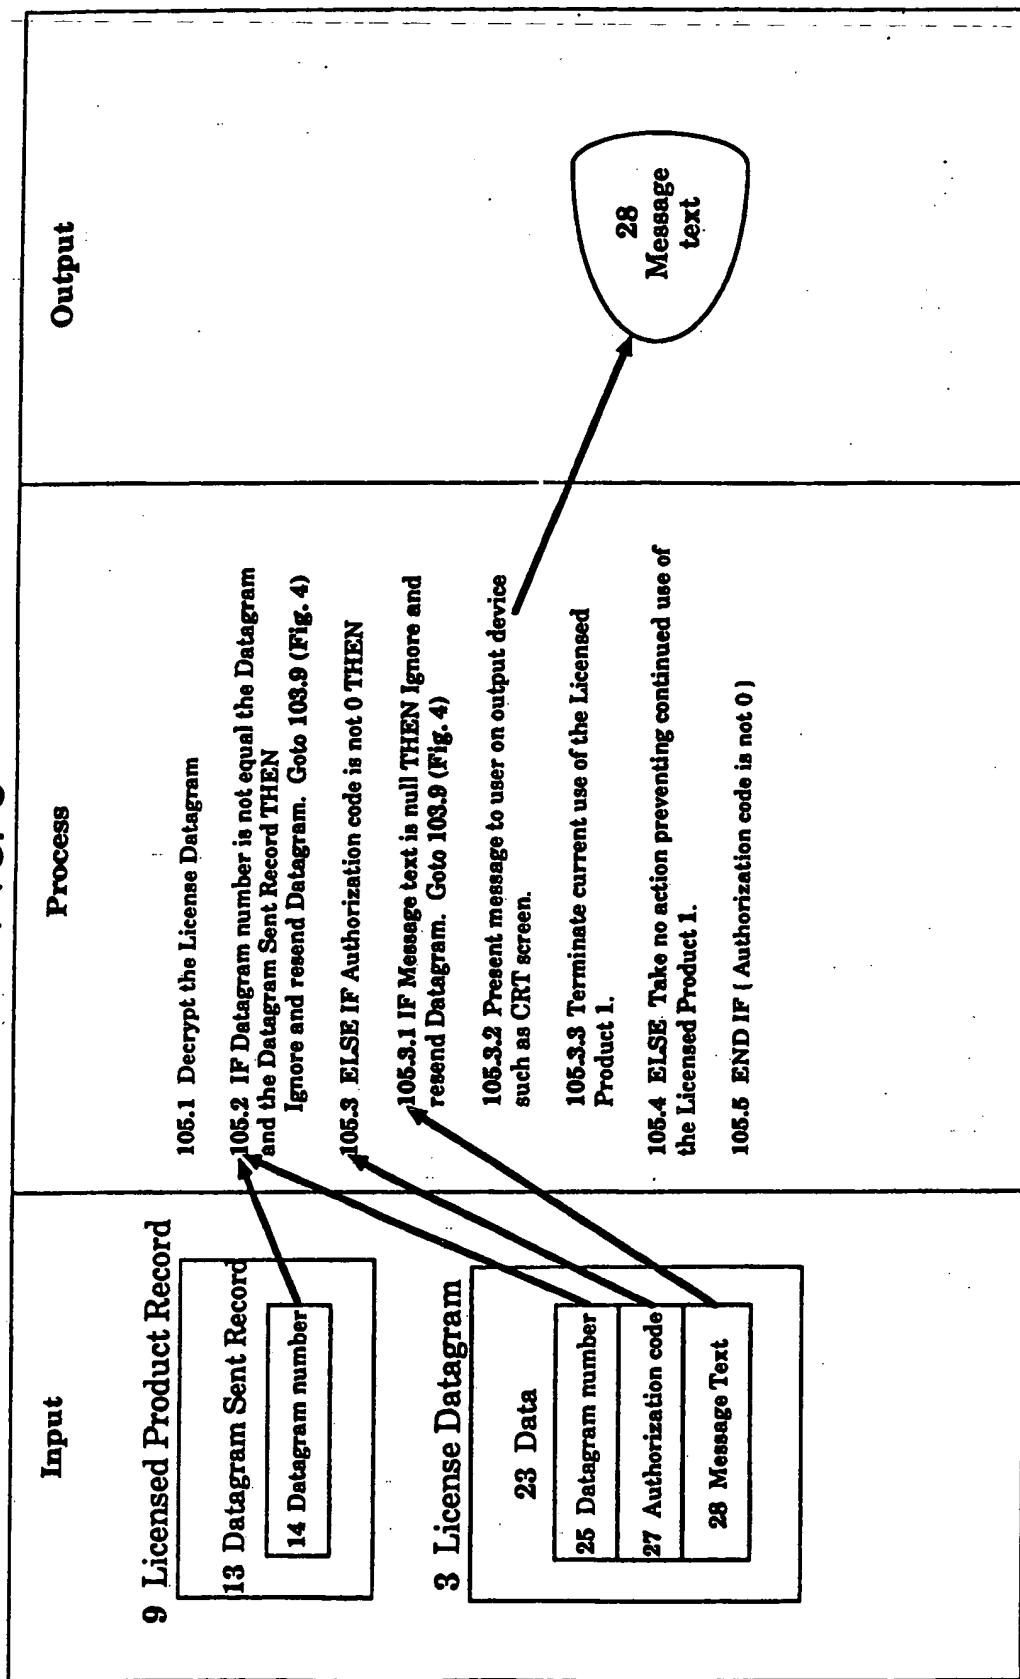 Input
Process
Output
9 Licensed Product Record
13 Datagram Sent Record
14 Datagram number
3 License Datagram
23 Data
25 Datagram number
27 Authorization code
28 Message Text
105.1 Decrypt the License Datagram
105.2 IF Datagram number is not equal the Datagram
and the Datagram Sent Record THEN
Ignore and resend Datagram. Goto 103.9 (Fig. 4)
105.3 ELSE IF Authorization code is not 0 THEN
105.3.1 IF Message text is null THEN Ignore and
resend Datagram. Goto 103.9 (Fig. 4)
105.3.2 Present message to user on output device
such as CRT screen.
105.3.3 Terminate current use of the Licensed
Product 1.
105.4 ELSE Take no action preventing continued use of
the Licensed Product 1.
105.5 END IF { Authorization code is not 0 }
28
Message
text